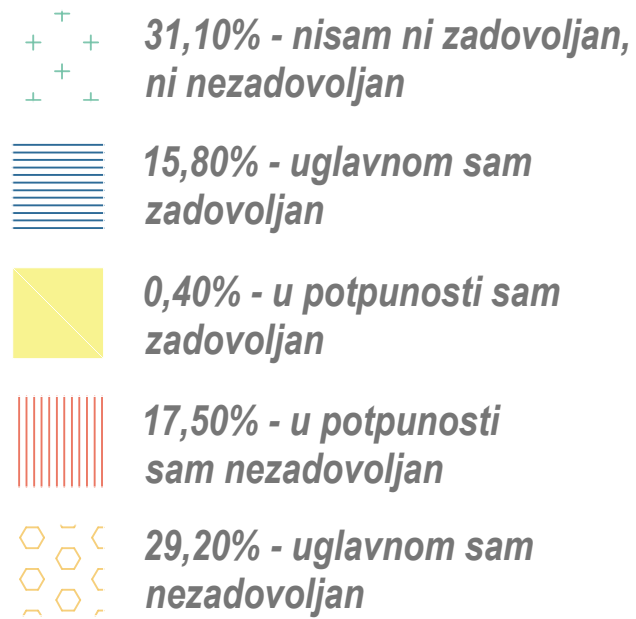 31,10% - nisam ni zadovoljan,
ni nezadovoljan
15,80% - uglavnom sam
zadovoljan
0,40% - u potpunosti sam
zadovoljan
17,50% - u potpunosti
sam nezadovoljan
29,20% - uglavnom sam
nezadovoljan